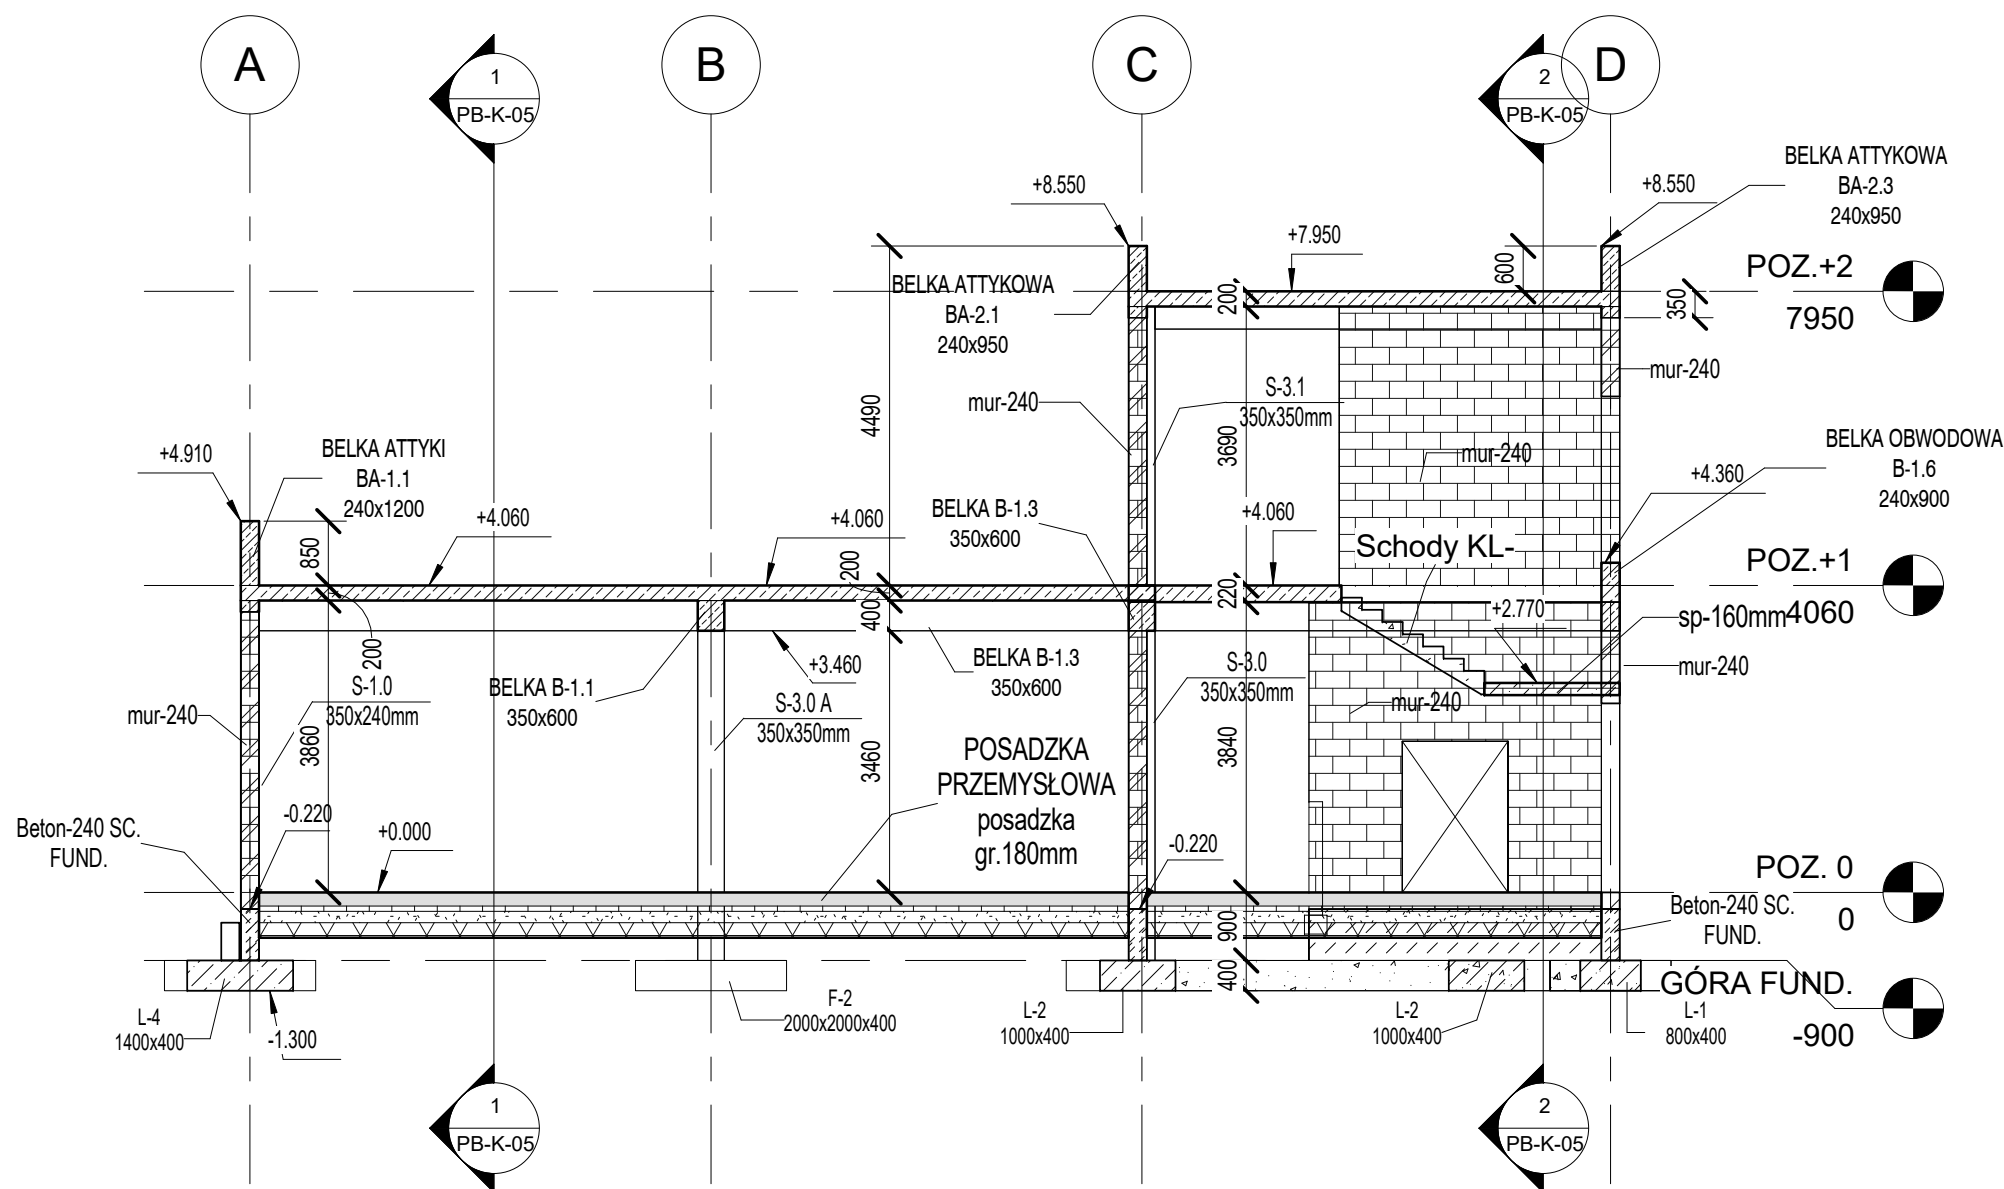 A
B
C
D
1
PB-K-05
2
PB-K-05
BELKA ATTYKOWA
BA-2.3
240x950
+8.550
+8.550
+7.950
600
POZ.+2
7950
350
200
BELKA ATTYKOWA
BA-2.1
240x950
4490
mur-240
S-3.1
350x350mm
3690
mur-240
mur-240
BELKA OBWODOWA
B-1.6
240x900
+4.360
+4.910
BELKA ATTYKI
BA-1.1
240x1200
850
+4.060
+4.060
200
BELKA B-1.3
350x600
+4.060
Schody KL-
POZ.+1
4060
220
400
+2.770
sp-160mm
mur-240
200
S-1.0
350x240mm
mur-240
3860
BELKA B-1.1
350x600
+3.460
S-3.0 A
350x350mm
3460
BELKA B-1.3
350x600
S-3.0
350x350mm
mur-240
3840
POSADZKA
PRZEMYSŁOWA
posadzka
gr.180mm
Beton-240 SC.
FUND.
-0.220
+0.000
-0.220
POZ. 0
0
Beton-240 SC.
FUND.
900
400
GÓRA FUND.
-900
L-4
1400x400
-1.300
F-2
2000x2000x400
L-2
1000x400
L-2
1000x400
L-1
800x400
1
PB-K-05
2
PB-K-05